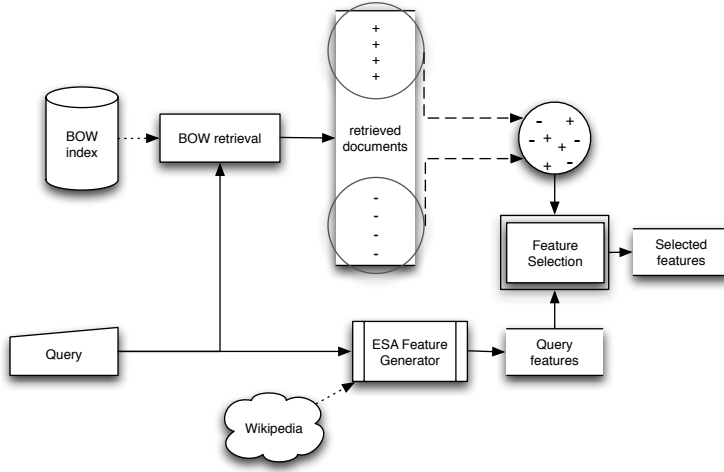 +
+
+
+
BOW
index
BOW retrieval
retrieved
documents
- +
- + -
+
+ -
-
-
-
-
Feature
Selection
Selected
features
Query
ESA Feature
Generator
Query
features
Wikipedia